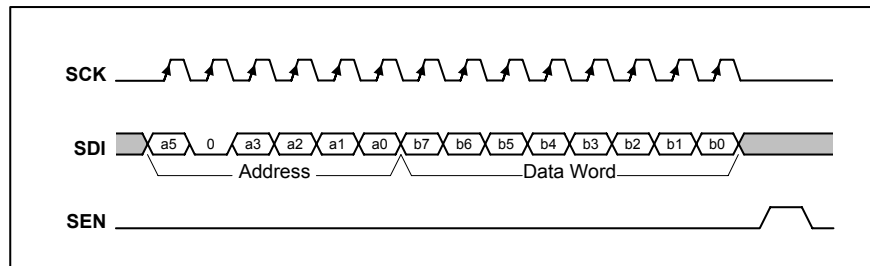 SCK
SDI a5 0 a3 a2 a1 a0 b7 b6 b5 b4 b3 b2 b1 b0
Address Data Word
SEN